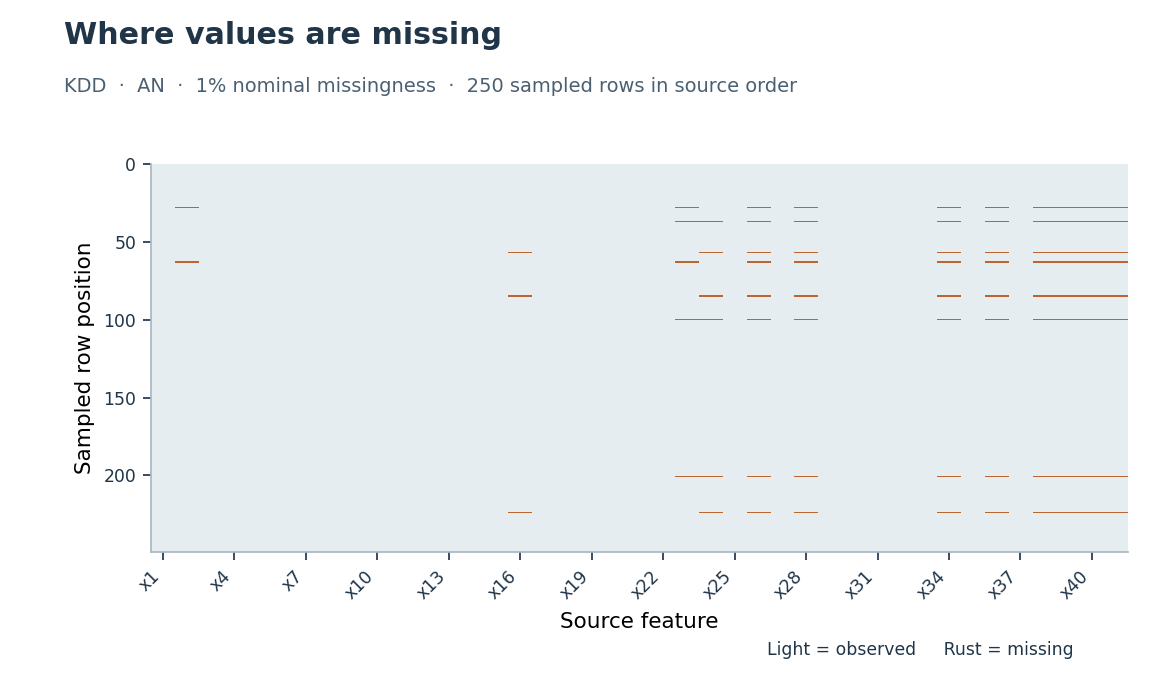 Where values are missing
KDD · AN · 1% nominal missingness · 250 sampled rows in source order
0
50
100
150
200
Sampled row position
x1 x4 x7 x10 x13 x16 x19 x22 x25 x28 x31 x34 x37 x40
Source feature
Light = observed Rust = missing